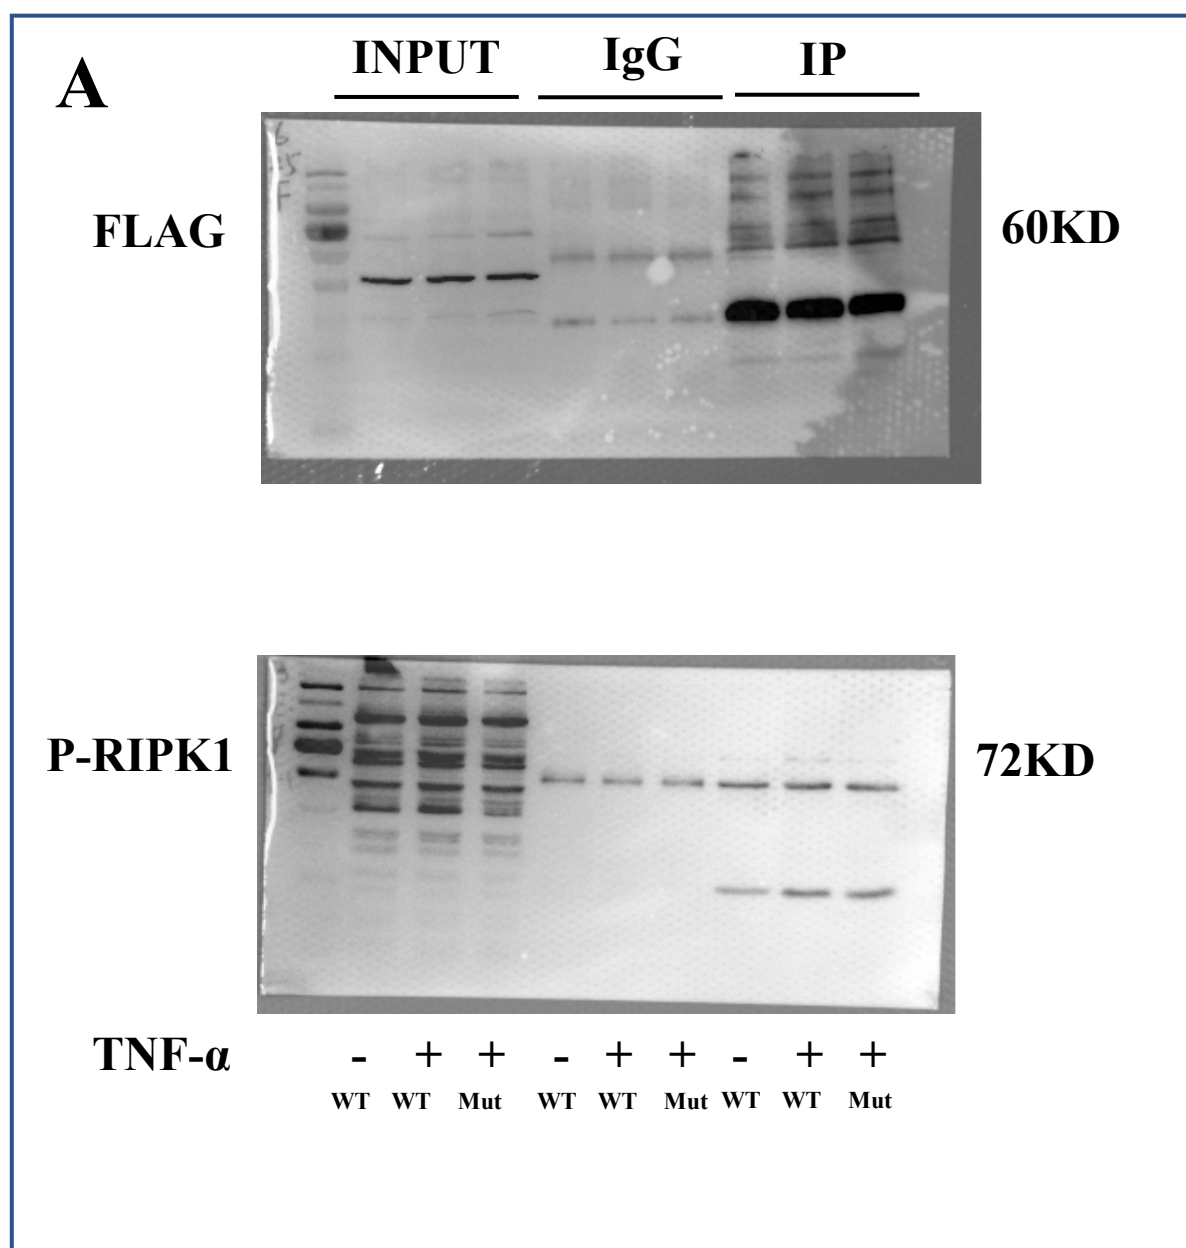 A
INPUT IgG IP
FLAG 60KD
P-RIPK1 72KD
TNF-α - + + - + + - + +
WT WT Mut WT WT Mut WT WT Mut